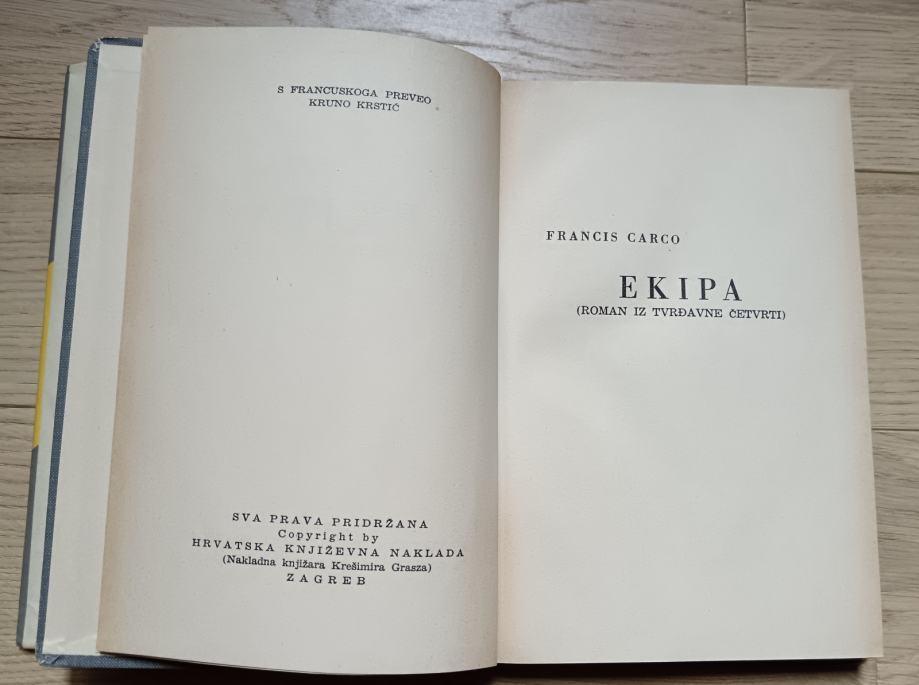 S FRANCUSKOGA PREVEO
KRUNO KRSTIĆ
SVA PRAVA PRIDRŽANA
Copyright by
HRVATSKA KNJIŽEVNA NAKLADA
(Nakladna knjižara Krešimira Grasza)
ZAGREB
FRANCIS CARCO
EKIPA
(ROMAN IZ TVRĐAVNE ČETVRTI)